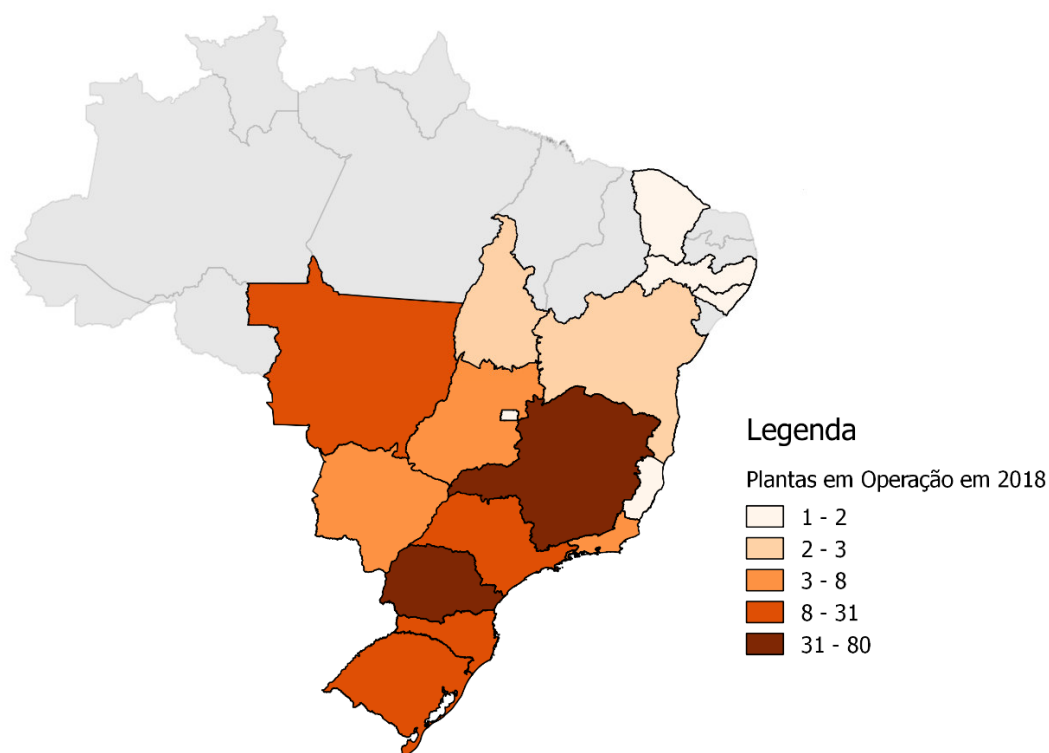 Legenda
Plantas em Operação em 2018
1 - 2
2 - 3
3 - 8
8 - 31
31 - 80